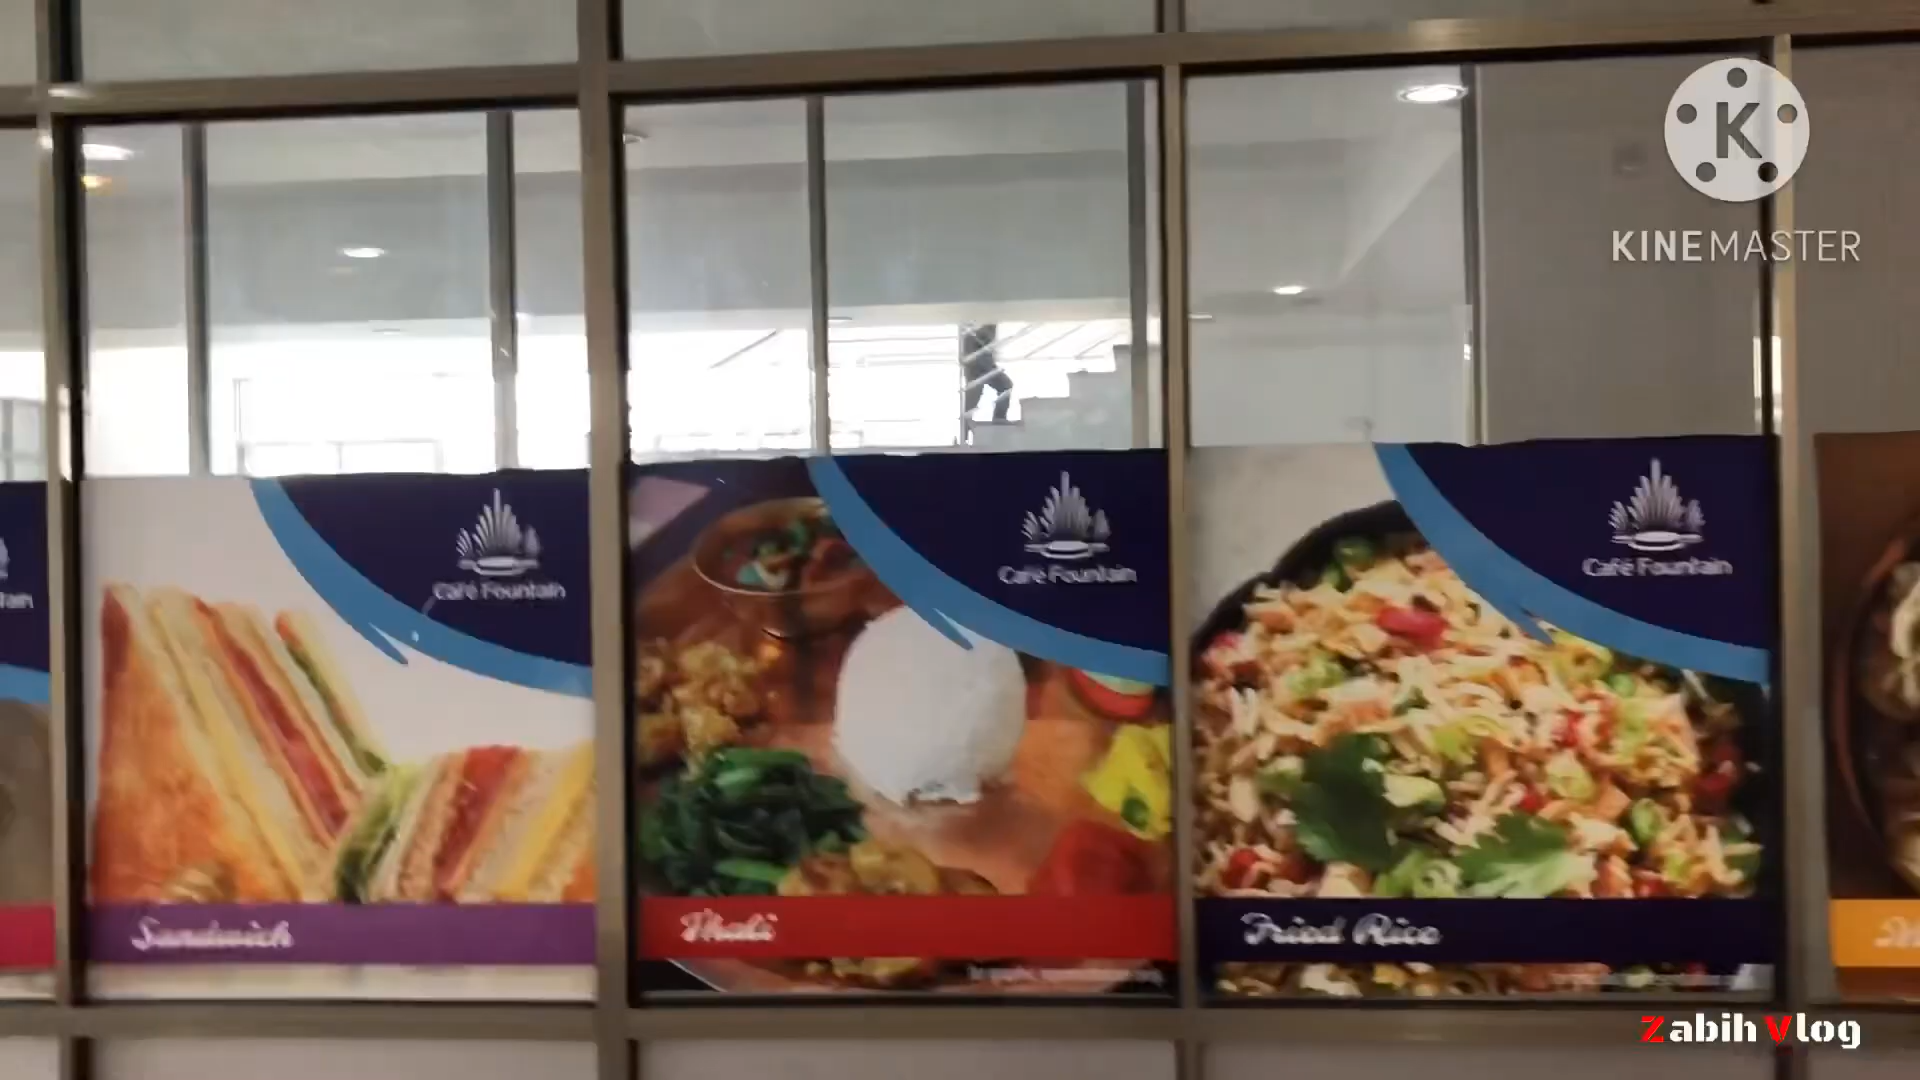 K
KINEMASTER
Café Fountain
Café Fountain
Café Fountain
Sandwich
Thali
Fried Rice
Zabih Vlog